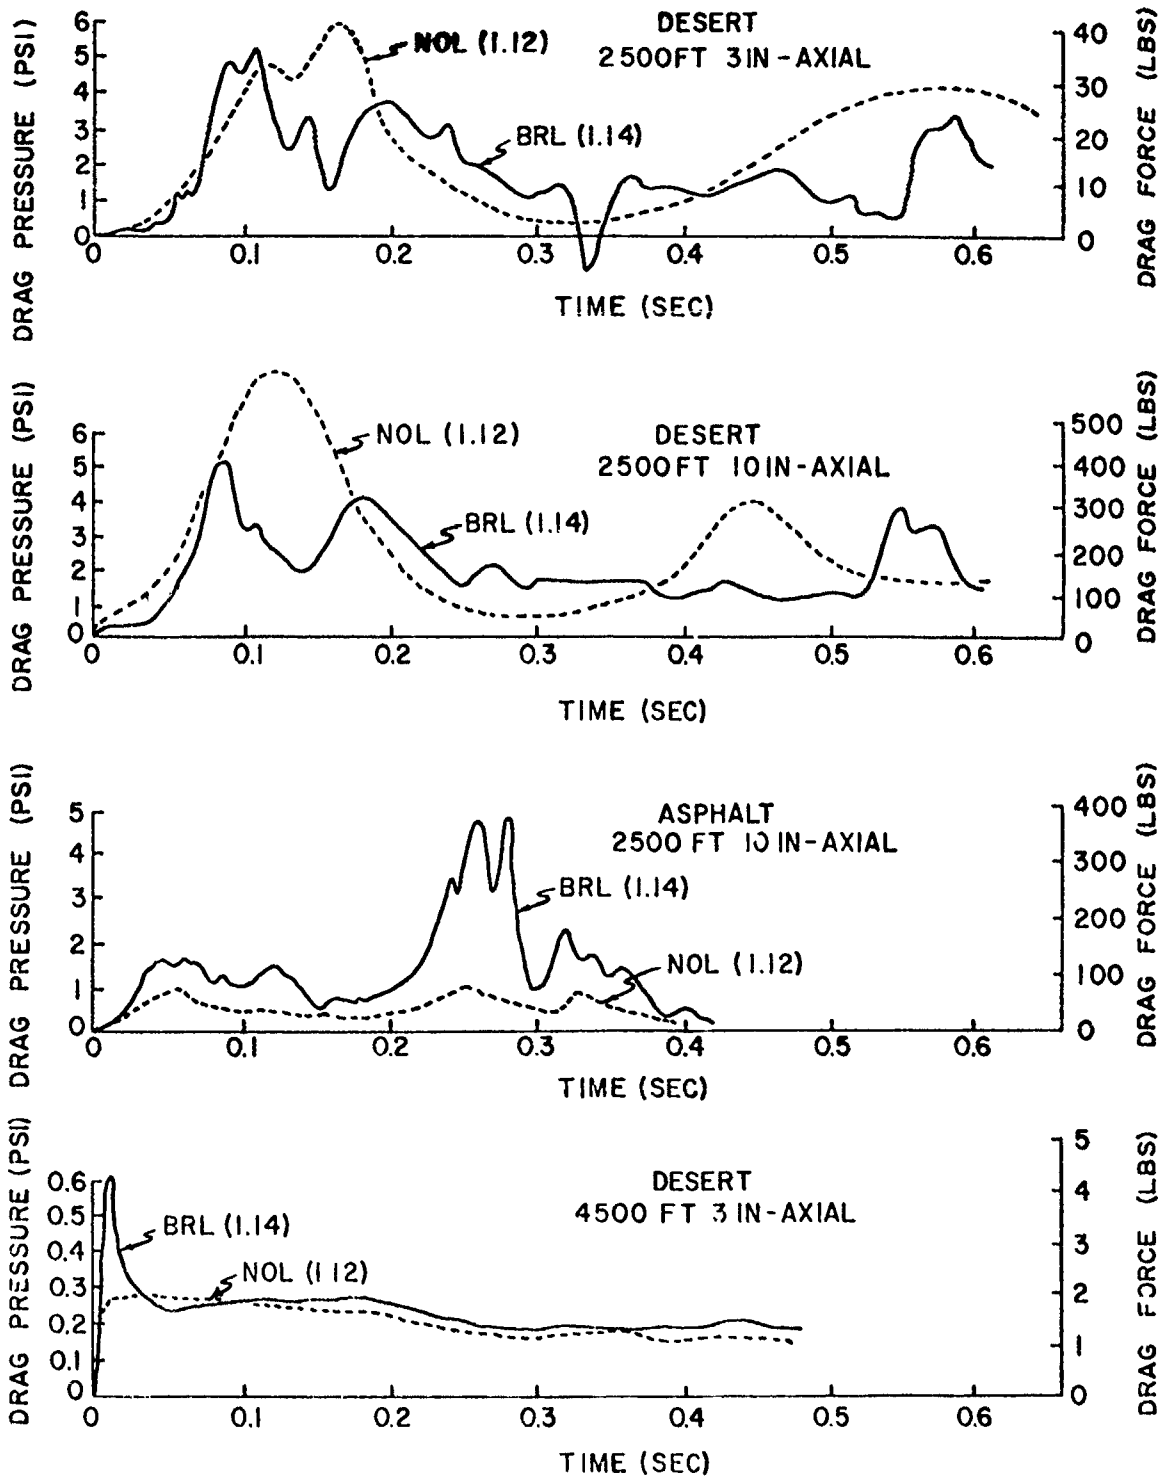 DESERT
2500FT 3IN-AXIAL
NOL (1.12)
BRL (1.14)
DRAG PRESSURE (PSI)
6
5
4
3
2
1
0
DRAG FORCE (LBS)
40
30
20
10
0
0 0.1 0.2 0.3 0.4 0.5 0.6
TIME (SEC)
DESERT
2500FT 10IN-AXIAL
NOL (1.12)
BRL (1.14)
DRAG PRESSURE (PSI)
6
5
4
3
2
1
0
DRAG FORCE (LBS)
500
400
300
200
100
0
0 0.1 0.2 0.3 0.4 0.5 0.6
TIME (SEC)
ASPHALT
2500 FT 10IN-AXIAL
BRL (1.14)
NOL (1.12)
DRAG PRESSURE (PSI)
5
4
3
2
1
0
DRAG FORCE (LBS)
400
300
200
100
0
0 0.1 0.2 0.3 0.4 0.5 0.6
TIME (SEC)
DESERT
4500 FT 3IN-AXIAL
BRL (1.14)
NOL (1 12)
DRAG PRESSURE (PSI)
0.6
0.5
0.4
0.3
0.2
0.1
0
DRAG FORCE (LBS)
5
4
3
2
1
0
0 0.1 0.2 0.3 0.4 0.5 0.6
TIME (SEC)